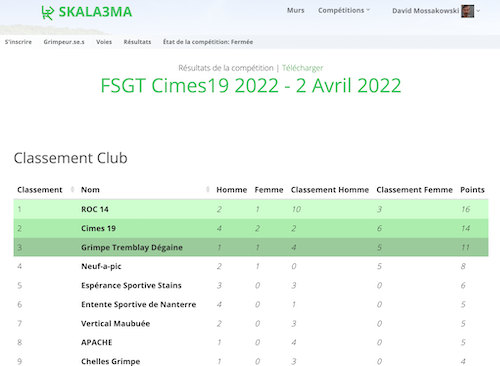 SKALA3MA
Murs
Compétitions
David Mossakowski
S'inscrire
Grimpeur.se.s
Voies
Résultats
État de la compétition: Fermée
Résultats de la compétition | Télécharger
FSGT Cimes19 2022 - 2 Avril 2022
Classement Club
Classement Nom Homme Femme Classement Homme Classement Femme Points
1 ROC 14 2 1 10 3 16
2 Cimes 19 4 2 2 6 14
3 Grimpe Tremblay Dégaine 1 1 4 5 11
4 Neuf-a-pic 2 1 0 5 8
5 Espérance Sportive Stains 3 0 3 0 6
6 Entente Sportive de Nanterre 4 0 1 0 5
7 Vertical Maubuée 2 0 3 0 5
8 APACHE 1 0 4 0 5
9 Chelles Grimpe 1 0 3 0 4